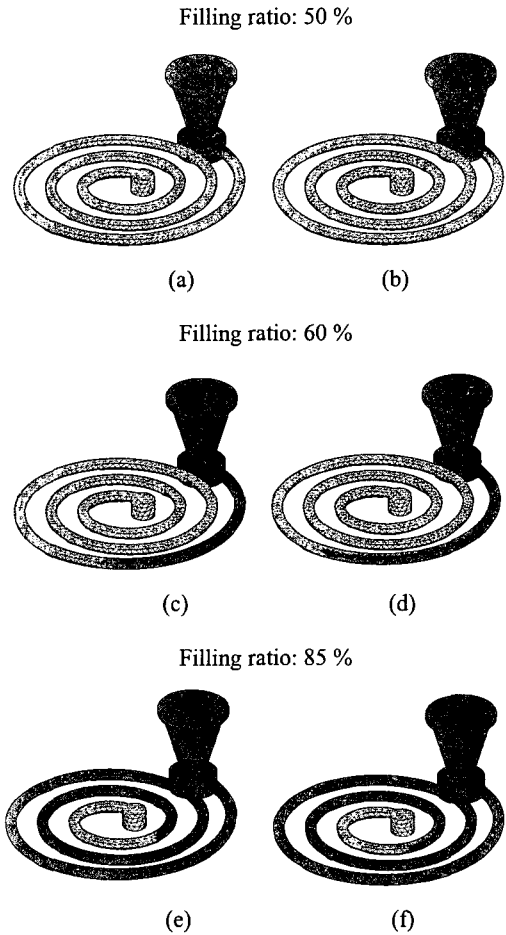 Filling ratio: 50 %
(a) (b)
Filling ratio: 60 %
(c) (d)
Filling ratio: 85 %
(e) (f)